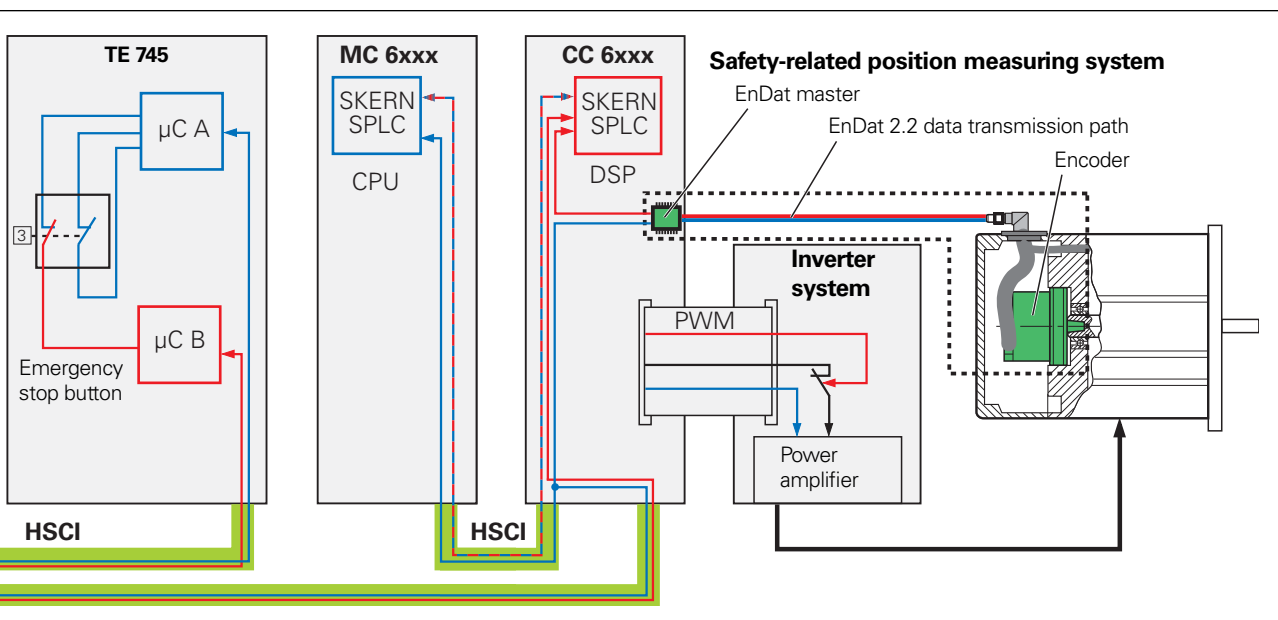 TE 745
MC 6xxx
CC 6xxx
Safety-related position measuring system
EnDat master
EnDat 2.2 data transmission path
Encoder
µC A
SKERN
SPLC
CPU
SKERN
SPLC
DSP
3
µC B
Emergency
stop button
Inverter
system
PWM
Power
amplifier
HSCI
HSCI